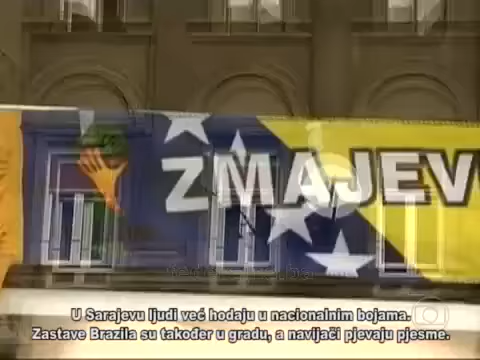 ZMAJEV
U Sarajevu ljudi već hodaju u nacionalnim bojama.
Zastave Brazila su također u gradu, a navijači pjevaju pjesme.